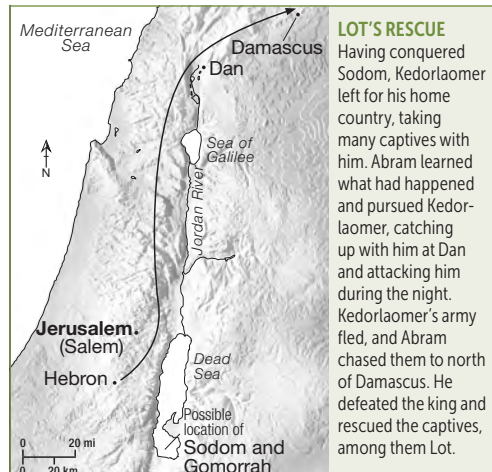 Mediterranean
Sea
Damascus
Dan
N
Sea of
Galilee
Jordan River
Jerusalem
(Salem)
Hebron
Dead
Sea
Possible
location of
Sodom and
Gomorrah
0 20 mi
0 20 km
LOT’S RESCUE
Having conquered
Sodom, Kedorlaomer
left for his home
country, taking
many captives with
him. Abram learned
what had happened
and pursued Kedor-
laomer, catching
up with him at Dan
and attacking him
during the night.
Kedorlaomer’s army
fled, and Abram
chased them to north
of Damascus. He
defeated the king and
rescued the captives,
among them Lot.